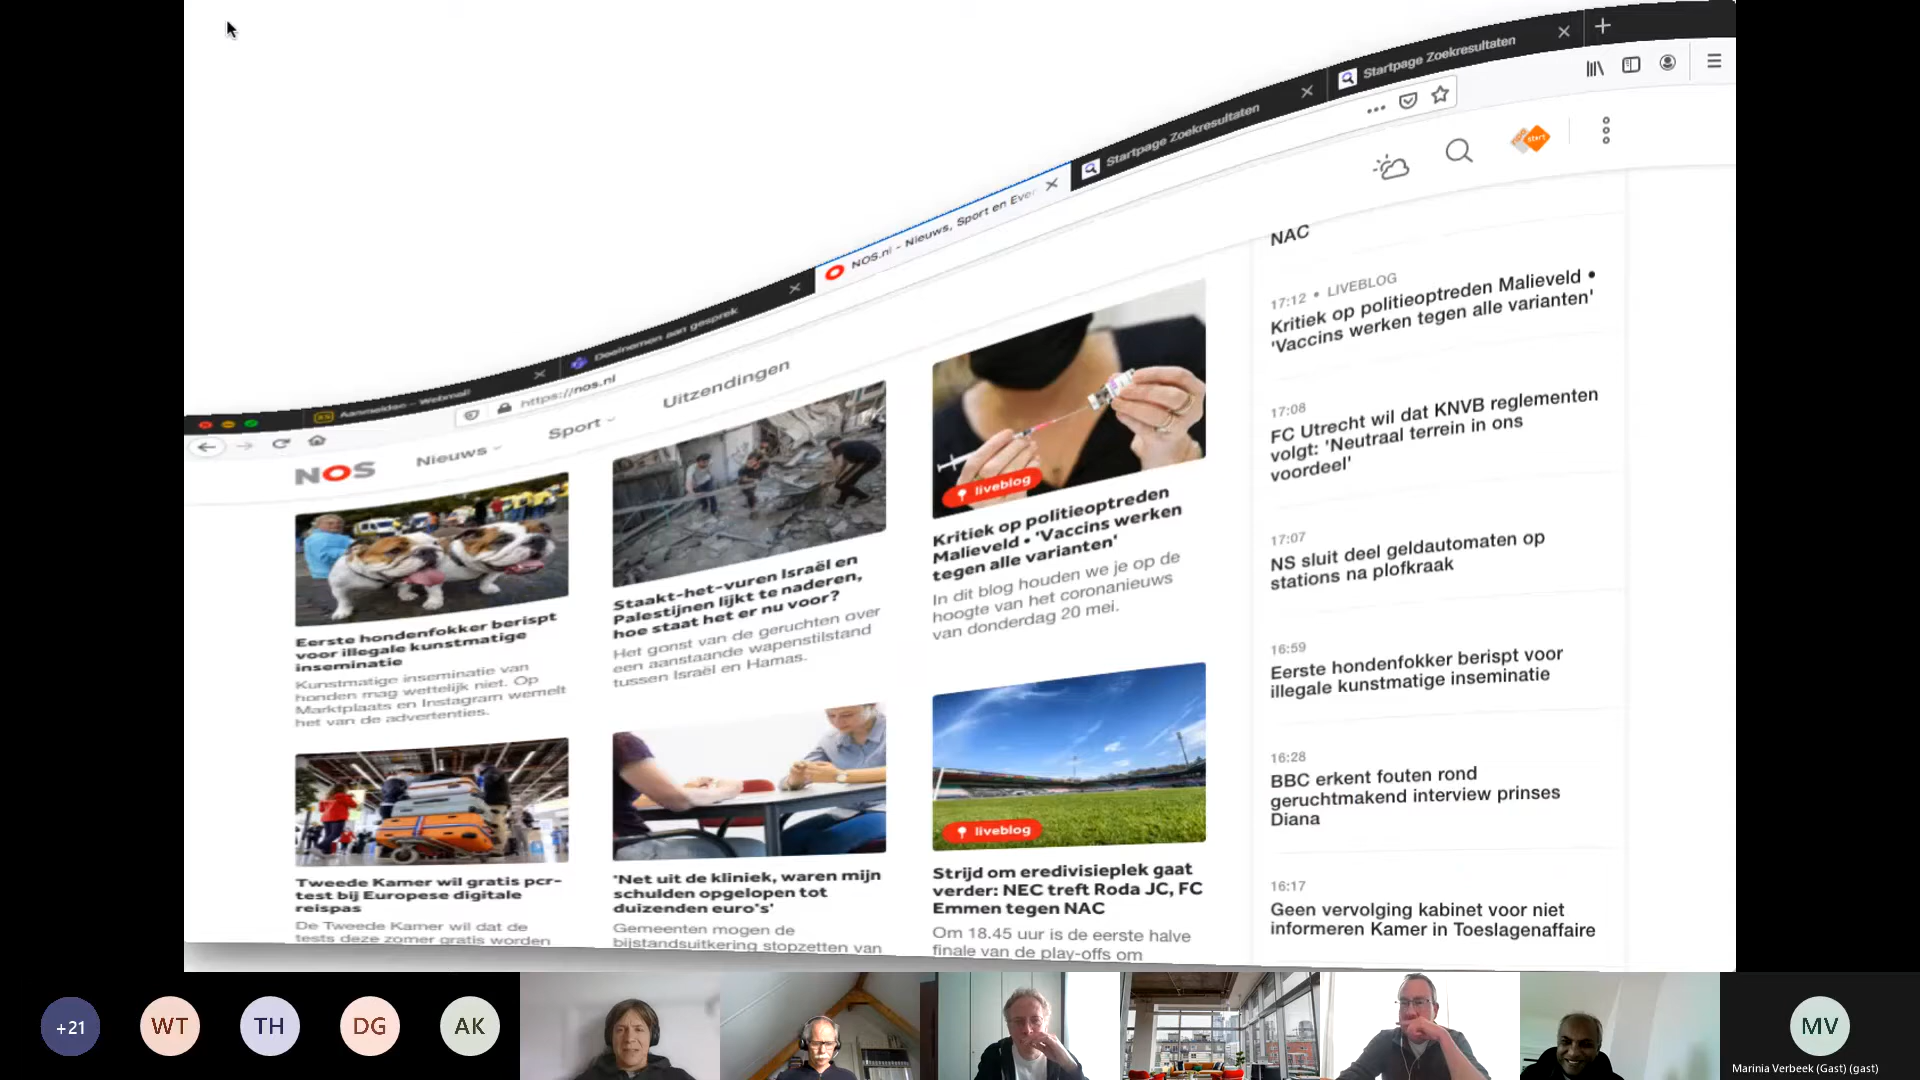 Startpage Zoekresultaten
Startpage Zoekresultaten
NOS.nl - Nieuws, Sport en Eve
Deelnemen aan gesprek
Aanmelden - Webmail
https://nos.nl
NOS
Nieuws
Sport
Uitzendingen
start
liveblog
Kritiek op politieoptreden
Malieveld • 'Vaccins werken
tegen alle varianten'
In dit blog houden we je op de
hoogte van het coronanieuws
van donderdag 20 mei.
Staakt-het-vuren Israël en
Palestijnen lijkt te naderen,
hoe staat het er nu voor?
Het gonst van de geruchten over
een aanstaande wapenstilstand
tussen Israël en Hamas.
Eerste hondenfokker berispt
voor illegale kunstmatige
inseminatie
Kunstmatige inseminatie van
honden mag wettelijk niet. Op
Marktplaats en Instagram wemelt
het van de advertenties.
Tweede Kamer wil gratis pcr-
test bij Europese digitale
reispas
De Tweede Kamer wil dat de
tests deze zomer gratis worden
'Net uit de kliniek, waren mijn
schulden opgelopen tot
duizenden euro's'
Gemeenten mogen de
bijstandsuitkering stopzetten van
liveblog
Strijd om eredivisieplek gaat
verder: NEC treft Roda JC, FC
Emmen tegen NAC
Om 18.45 uur is de eerste halve
finale van de play-offs om
NAC
17:12 • LIVEBLOG
Kritiek op politieoptreden Malieveld •
'Vaccins werken tegen alle varianten'
17:08
FC Utrecht wil dat KNVB reglementen
volgt: 'Neutraal terrein in ons
voordeel'
17:07
NS sluit deel geldautomaten op
stations na plofkraak
16:59
Eerste hondenfokker berispt voor
illegale kunstmatige inseminatie
16:28
BBC erkent fouten rond
geruchtmakend interview prinses
Diana
16:17
Geen vervolging kabinet voor niet
informeren Kamer in Toeslagenaffaire
+21
WT
TH
DG
AK
MV
Marinia Verbeek (Gast) (gast)